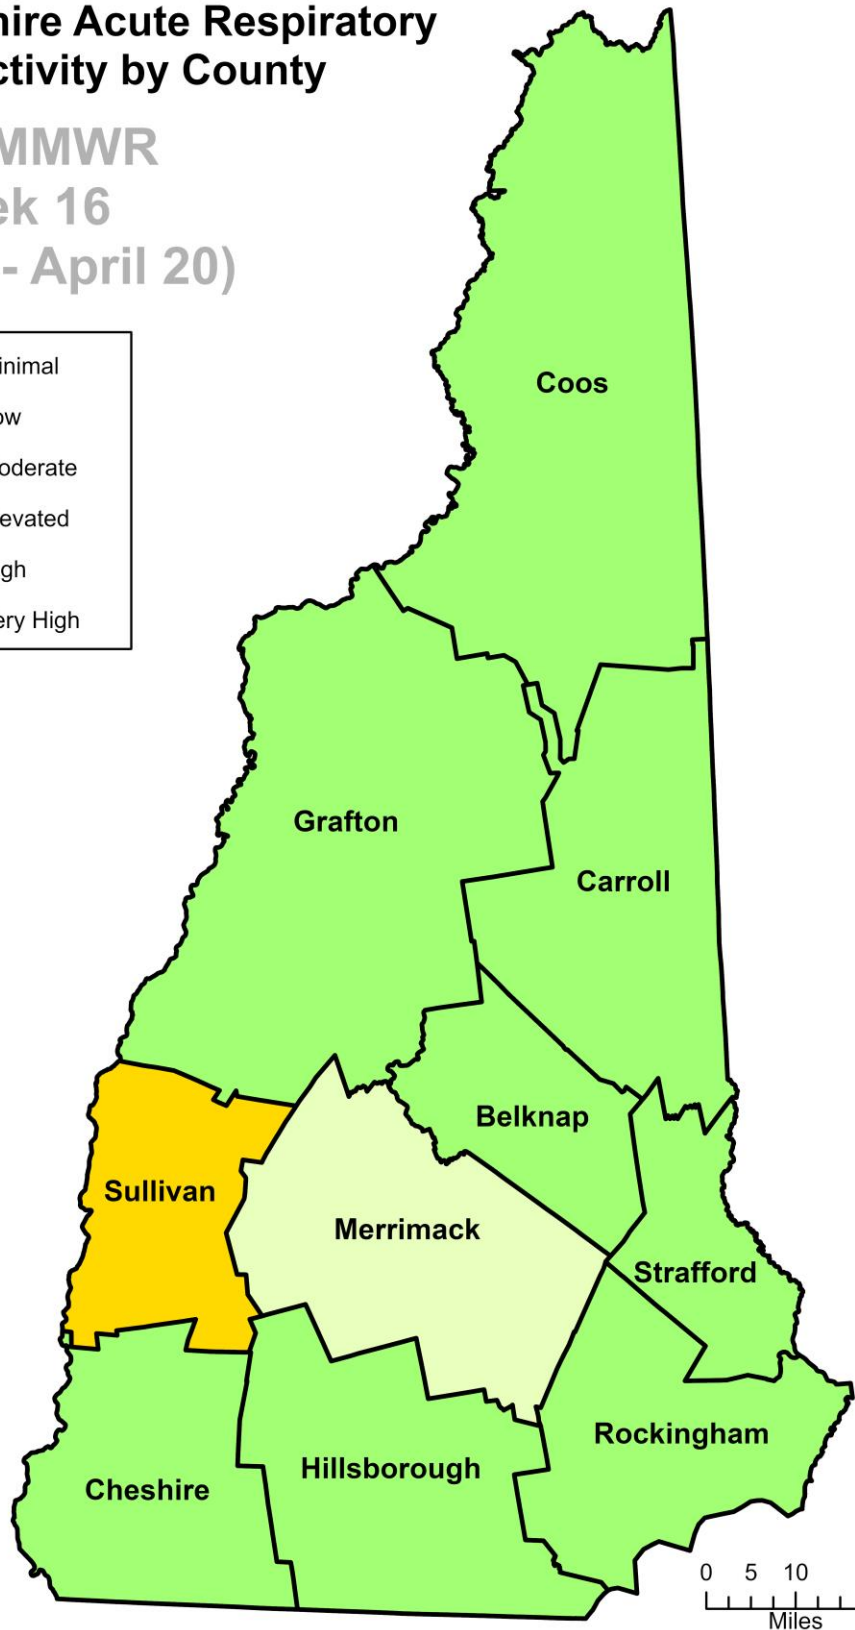 hire Acute Respiratory
ctivity by County
MMWR
ek 16
- April 20)
inimal
ow
oderate
evated
gh
ery High
Coos
Grafton
Carroll
Belknap
Sullivan
Merrimack
Strafford
Rockingham
Hillsborough
Cheshire
0 5 10
Miles